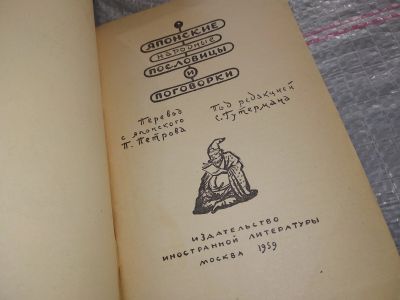 ЯПОНСКИЕ
НАРОДНЫЕ
ПОСЛОВИЦЫ
И
ПОГОВОРКИ
Перевод
с японского
П. Петрова
Под редакцией
С. Гутермана
ИЗДАТЕЛЬСТВО
ИНОСТРАННОЙ ЛИТЕРАТУРЫ
МОСКВА 1959